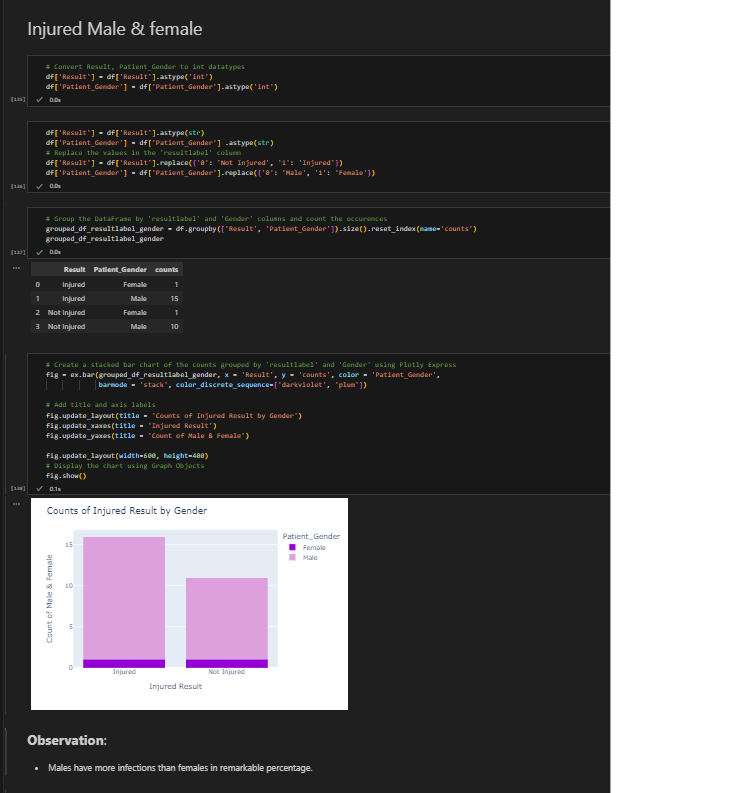 Injured Male & female
# Convert Result, Patient_Gender to int datatypes
df['Result'] = df['Result'].astype('int')
df['Patient_Gender'] = df['Patient_Gender'].astype('int')
[135] ✓ 0.0s
df['Result'] = df['Result'].astype(str)
df['Patient_Gender'] = df['Patient_Gender'] .astype(str)
# Replace the values in the 'resultlabel' column
df['Result'] = df['Result'].replace({'0': 'Not Injured', '1': 'Injured'})
df['Patient_Gender'] = df['Patient_Gender'].replace({'0': 'Male', '1': 'Female'})
[136] ✓ 0.0s
# Group the DataFrame by 'resultlabel' and 'Gender' columns and count the occurences
grouped_df_resultlabel_gender = df.groupby(['Result', 'Patient_Gender']).size().reset_index(name='counts')
grouped_df_resultlabel_gender
[137] ✓ 0.0s
...
Result Patient_Gender counts
0 Injured Female 1
1 Injured Male 15
2 Not Injured Female 1
3 Not Injured Male 10
# Create a stacked bar chart of the counts grouped by 'resultlabel' and 'Gender' using Plotly Express
fig = ex.bar(grouped_df_resultlabel_gender, x = 'Result', y = 'counts', color = 'Patient_Gender',
barmode = 'stack', color_discrete_sequence=['darkviolet', 'plum'])
# Add title and axis labels
fig.update_layout(title = 'Counts of Injured Result by Gender')
fig.update_xaxes(title = 'Injured Result')
fig.update_yaxes(title = 'Count of Male & Female')
fig.update_layout(width=600, height=400)
# Display the chart using Graph Objects
fig.show()
[138] ✓ 0.1s
...
Counts of Injured Result by Gender
Patient_Gender
Female
Male
15
10
5
0
Count of Male & Female
Injured
Not Injured
Injured Result
Observation:
• Males have more infections than females in remarkable percentage.